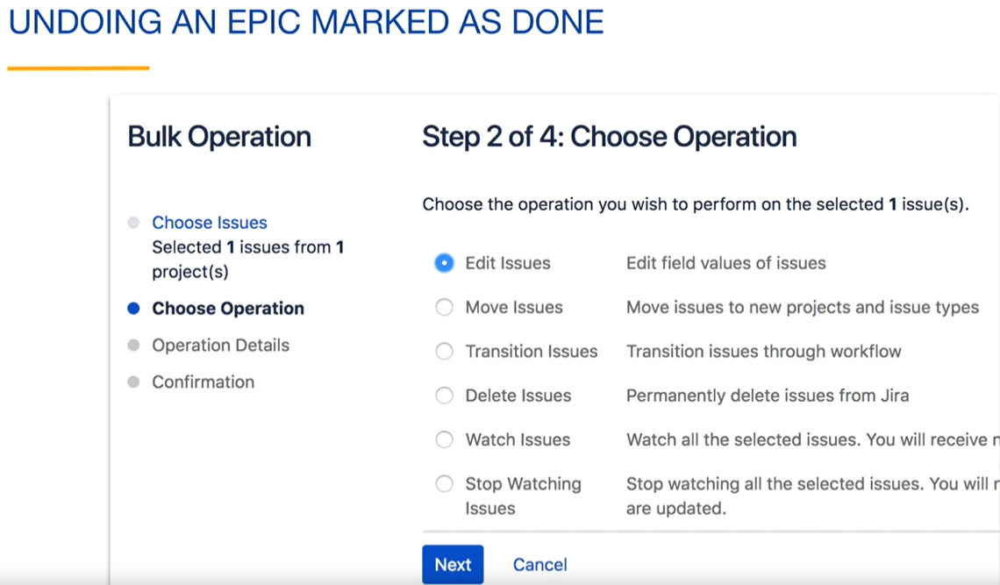 UNDOING AN EPIC MARKED AS DONE
Bulk Operation
Choose Issues
Selected 1 issues from 1
project(s)
Choose Operation
Operation Details
Confirmation
Step 2 of 4: Choose Operation
Choose the operation you wish to perform on the selected 1 issue(s).
Edit Issues Edit field values of issues
Move Issues Move issues to new projects and issue types
Transition Issues Transition issues through workflow
Delete Issues Permanently delete issues from Jira
Watch Issues Watch all the selected issues. You will receive
Stop Watching Stop watching all the selected issues. You will
Issues are updated.
Next Cancel